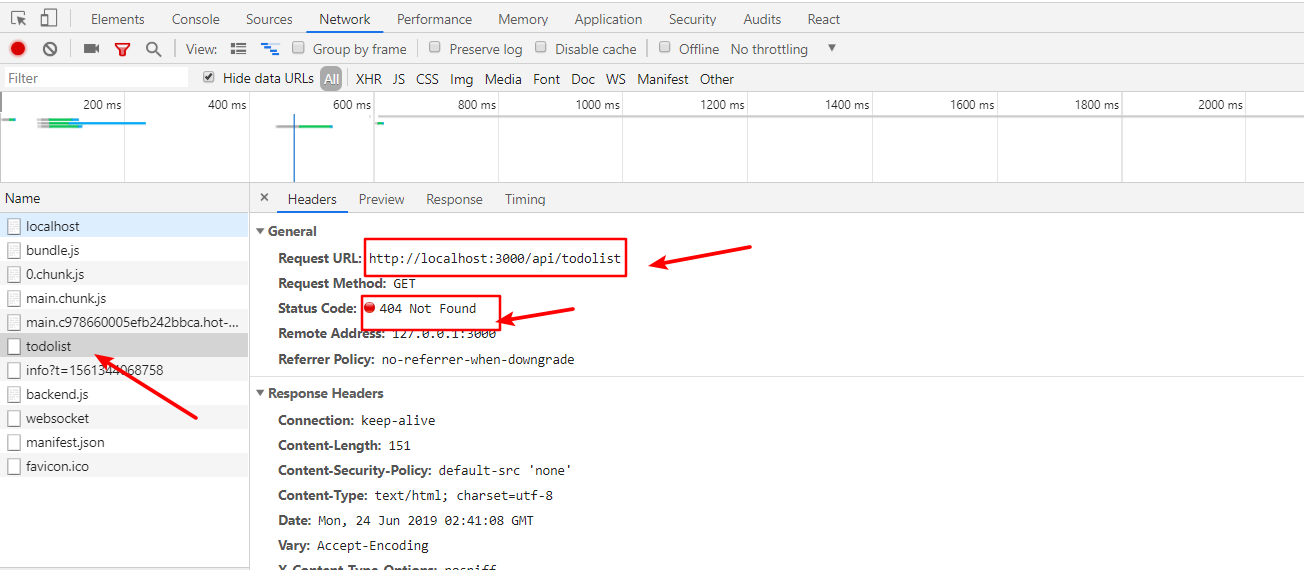 Elements Console Sources Network Performance Memory Application Security Audits React
View: Group by frame Preserve log Disable cache Offline No throttling
Filter Hide data URLs All XHR JS CSS Img Media Font Doc WS Manifest Other
200 ms 400 ms 600 ms 800 ms 1000 ms 1200 ms 1400 ms 1600 ms 1800 ms 2000 ms
Name
localhost
bundle.js
0.chunk.js
main.chunk.js
main.c978660005efb242bbca.hot-...
todolist
info?t=1561344068758
backend.js
websocket
manifest.json
favicon.ico
× Headers Preview Response Timing
General
Request URL: http://localhost:3000/api/todolist
Request Method: GET
Status Code: 404 Not Found
Remote Address: 127.0.0.1:3000
Referrer Policy: no-referrer-when-downgrade
Response Headers
Connection: keep-alive
Content-Length: 151
Content-Security-Policy: default-src 'none'
Content-Type: text/html; charset=utf-8
Date: Mon, 24 Jun 2019 02:41:08 GMT
Vary: Accept-Encoding
X-Content-Type-Options: nosniff